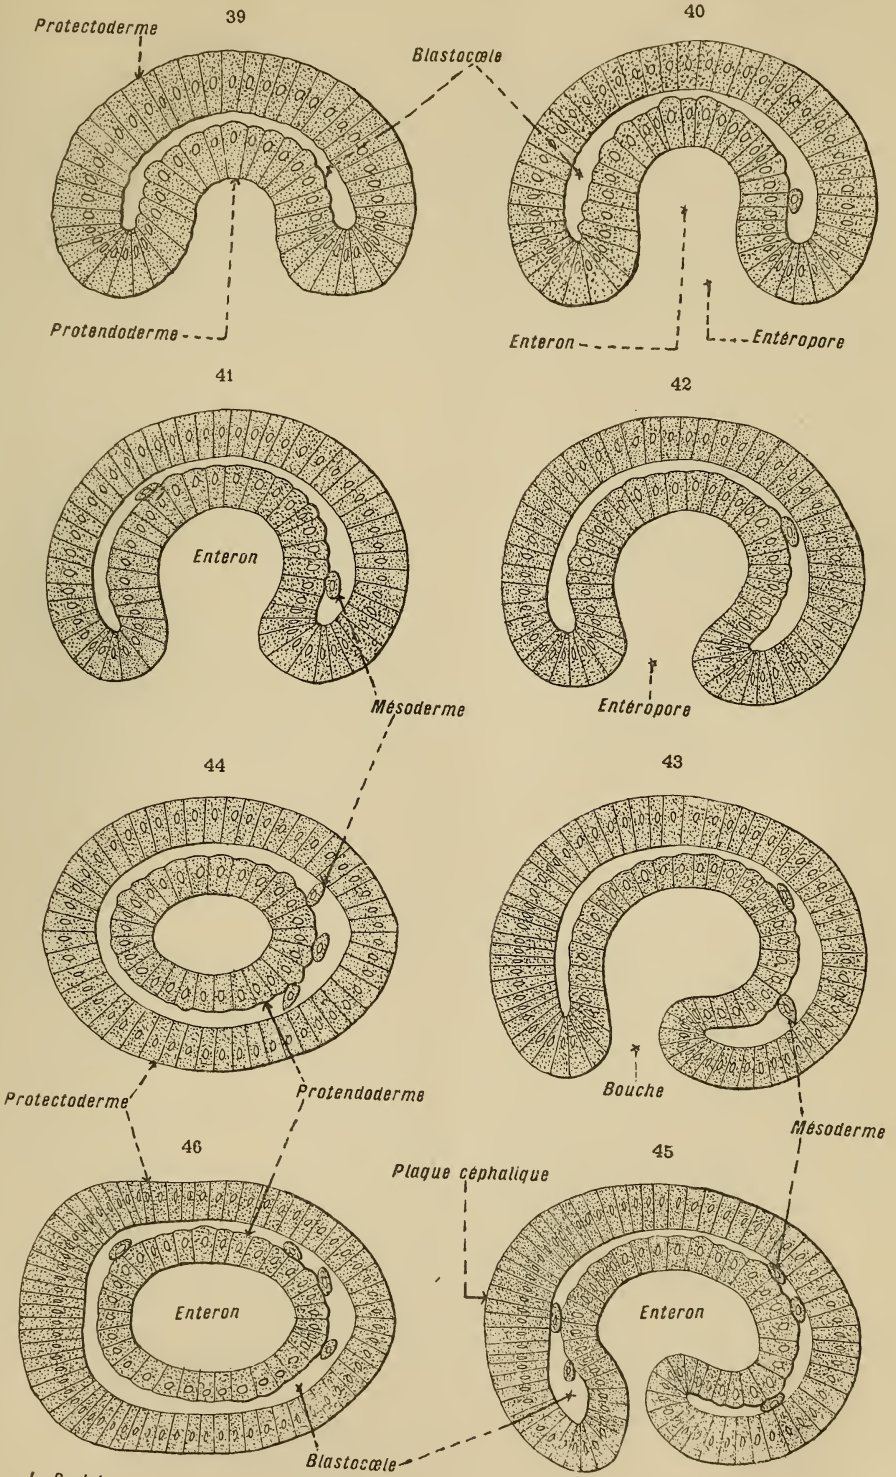 39
40
Protectoderme
Blastocœle
Protendoderme
Enteron
Entéropore
41
42
Enteron
Mésoderme
Entéropore
44
43
Protectoderme
Protendoderme
Bouche
Mésoderme
46
45
Plaque céphalique
Enteron
Enteron
Blastocœle